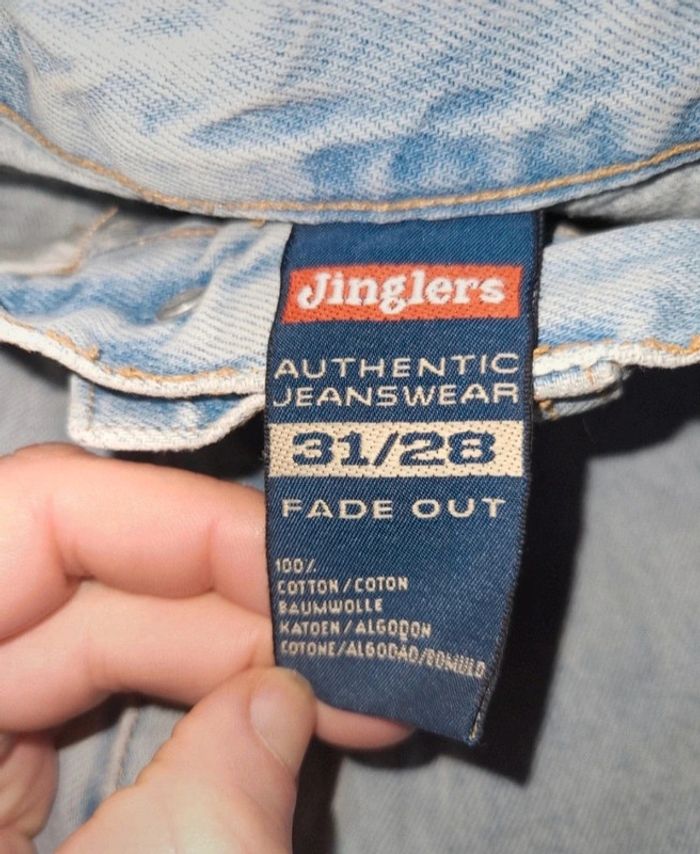 Jinglers
AUTHENTIC
JEANSWEAR
31/28
FADE OUT
100%
COTTON/COTON
BAUMWOLLE
KATOEN/ALGODON
COTONE/ALGODAO/BOMULD